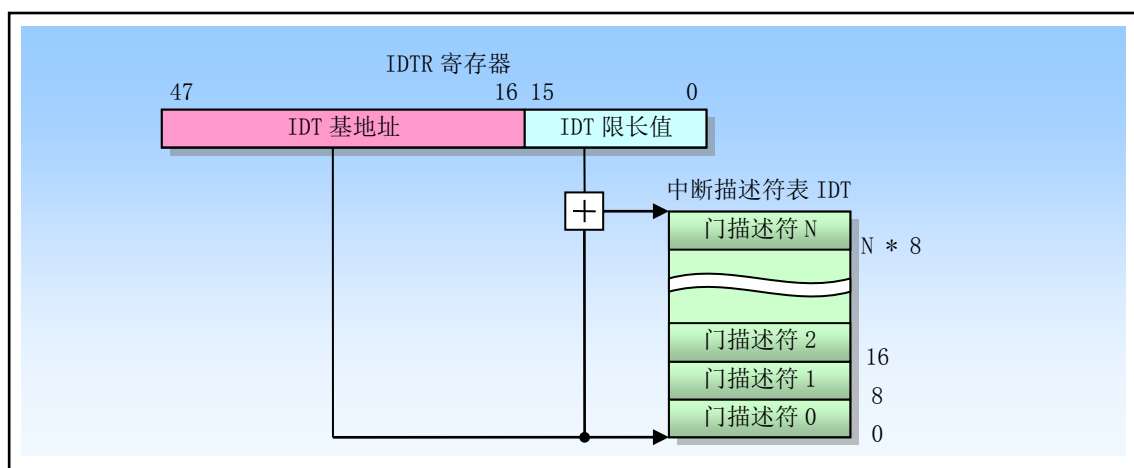 IDTR 寄存器
47 16 15 0
IDT 基地址 IDT 限长值
中断描述符表 IDT
+
门描述符 N
N * 8
门描述符 2
16
门描述符 1
8
门描述符 0
0